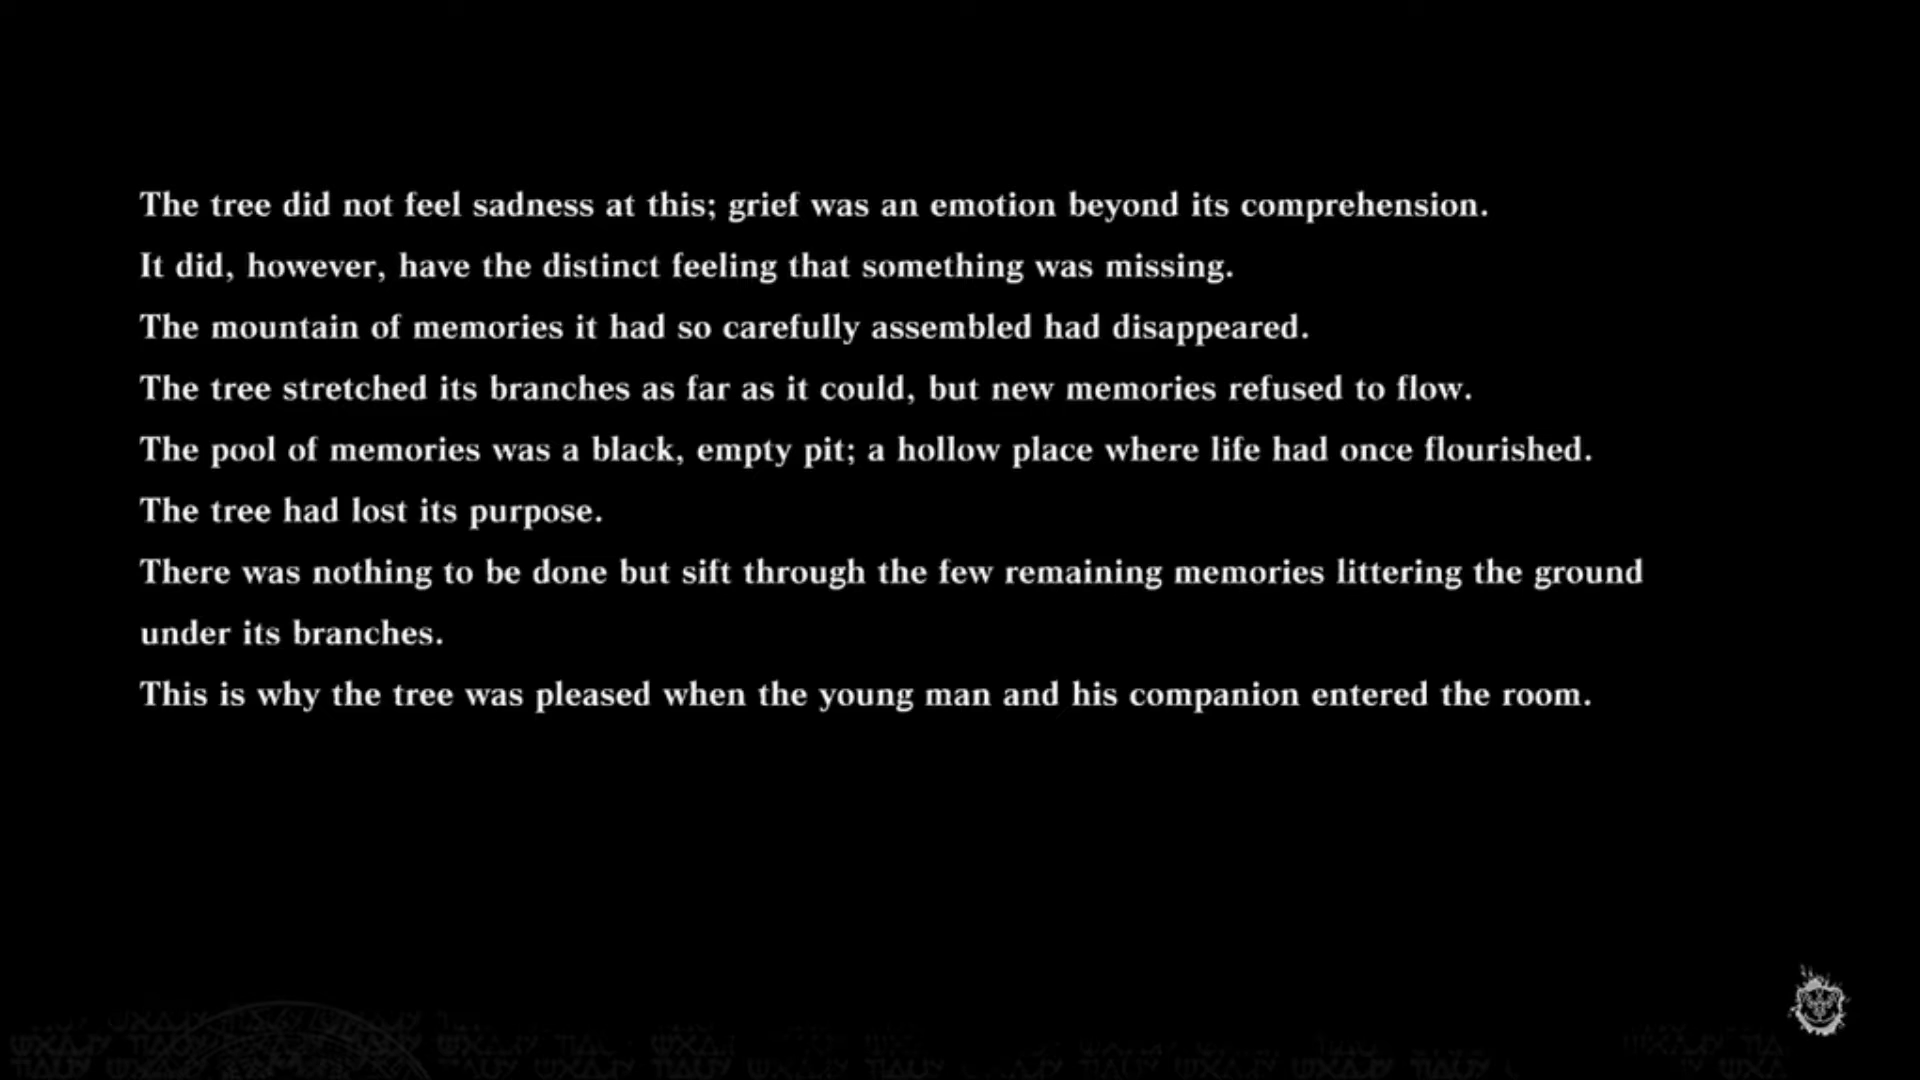 The tree did not feel sadness at this; grief was an emotion beyond its comprehension.
It did, however, have the distinct feeling that something was missing.
The mountain of memories it had so carefully assembled had disappeared.
The tree stretched its branches as far as it could, but new memories refused to flow.
The pool of memories was a black, empty pit; a hollow place where life had once flourished.
The tree had lost its purpose.
There was nothing to be done but sift through the few remaining memories littering the ground
under its branches.
This is why the tree was pleased when the young man and his companion entered the room.